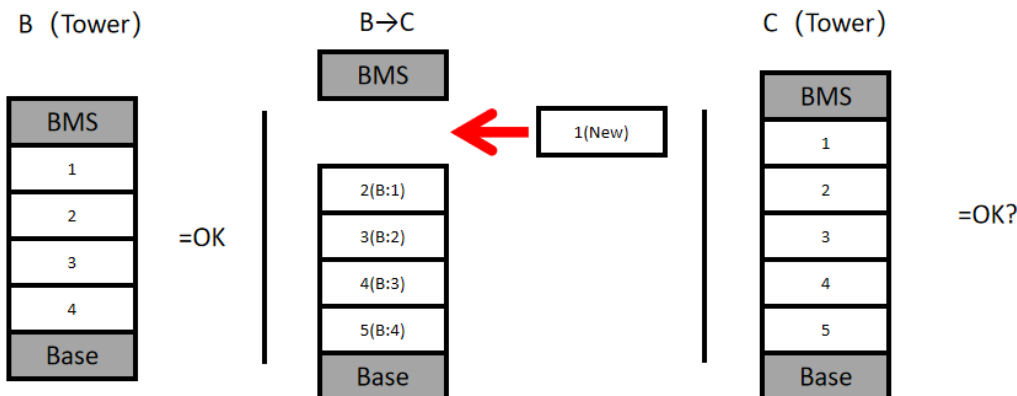 B (Tower)
BMS
1
2
3
4
Base
=OK
B→C
BMS
1(New)
2(B:1)
3(B:2)
4(B:3)
5(B:4)
Base
C (Tower)
BMS
1
2
3
4
5
Base
=OK?